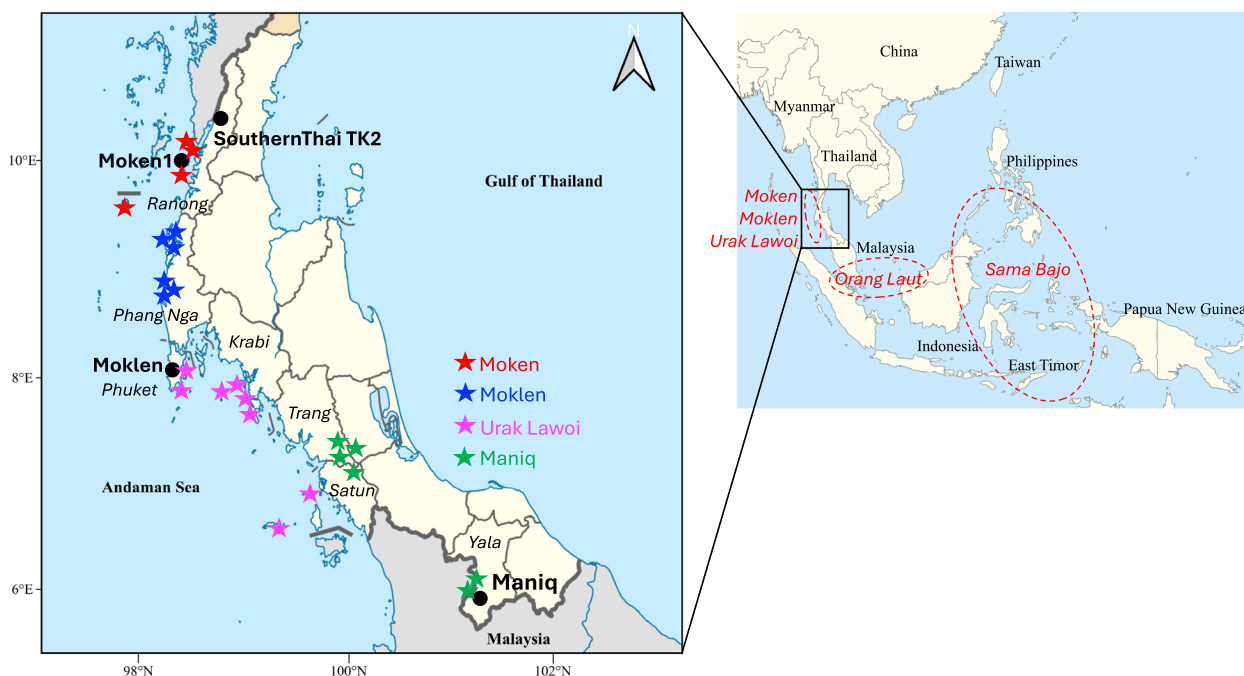 N
SouthernThai TK2
10°E
Moken1
Ranong
Gulf of Thailand
Phang Nga
Krabi
Moklen
8°E
Phuket
Trang
Moken
Moklen
Urak Lawoi
Maniq
Andaman Sea
Satun
Yala
6°E
Maniq
Malaysia
98°N
100°N
102°N
China
Taiwan
Myanmar
Thailand
Philippines
Moken
Moklen
Urak Lawoi
Malaysia
Orang Laut
Sama Bajo
Papua New Guinea
Indonesia
East Timor